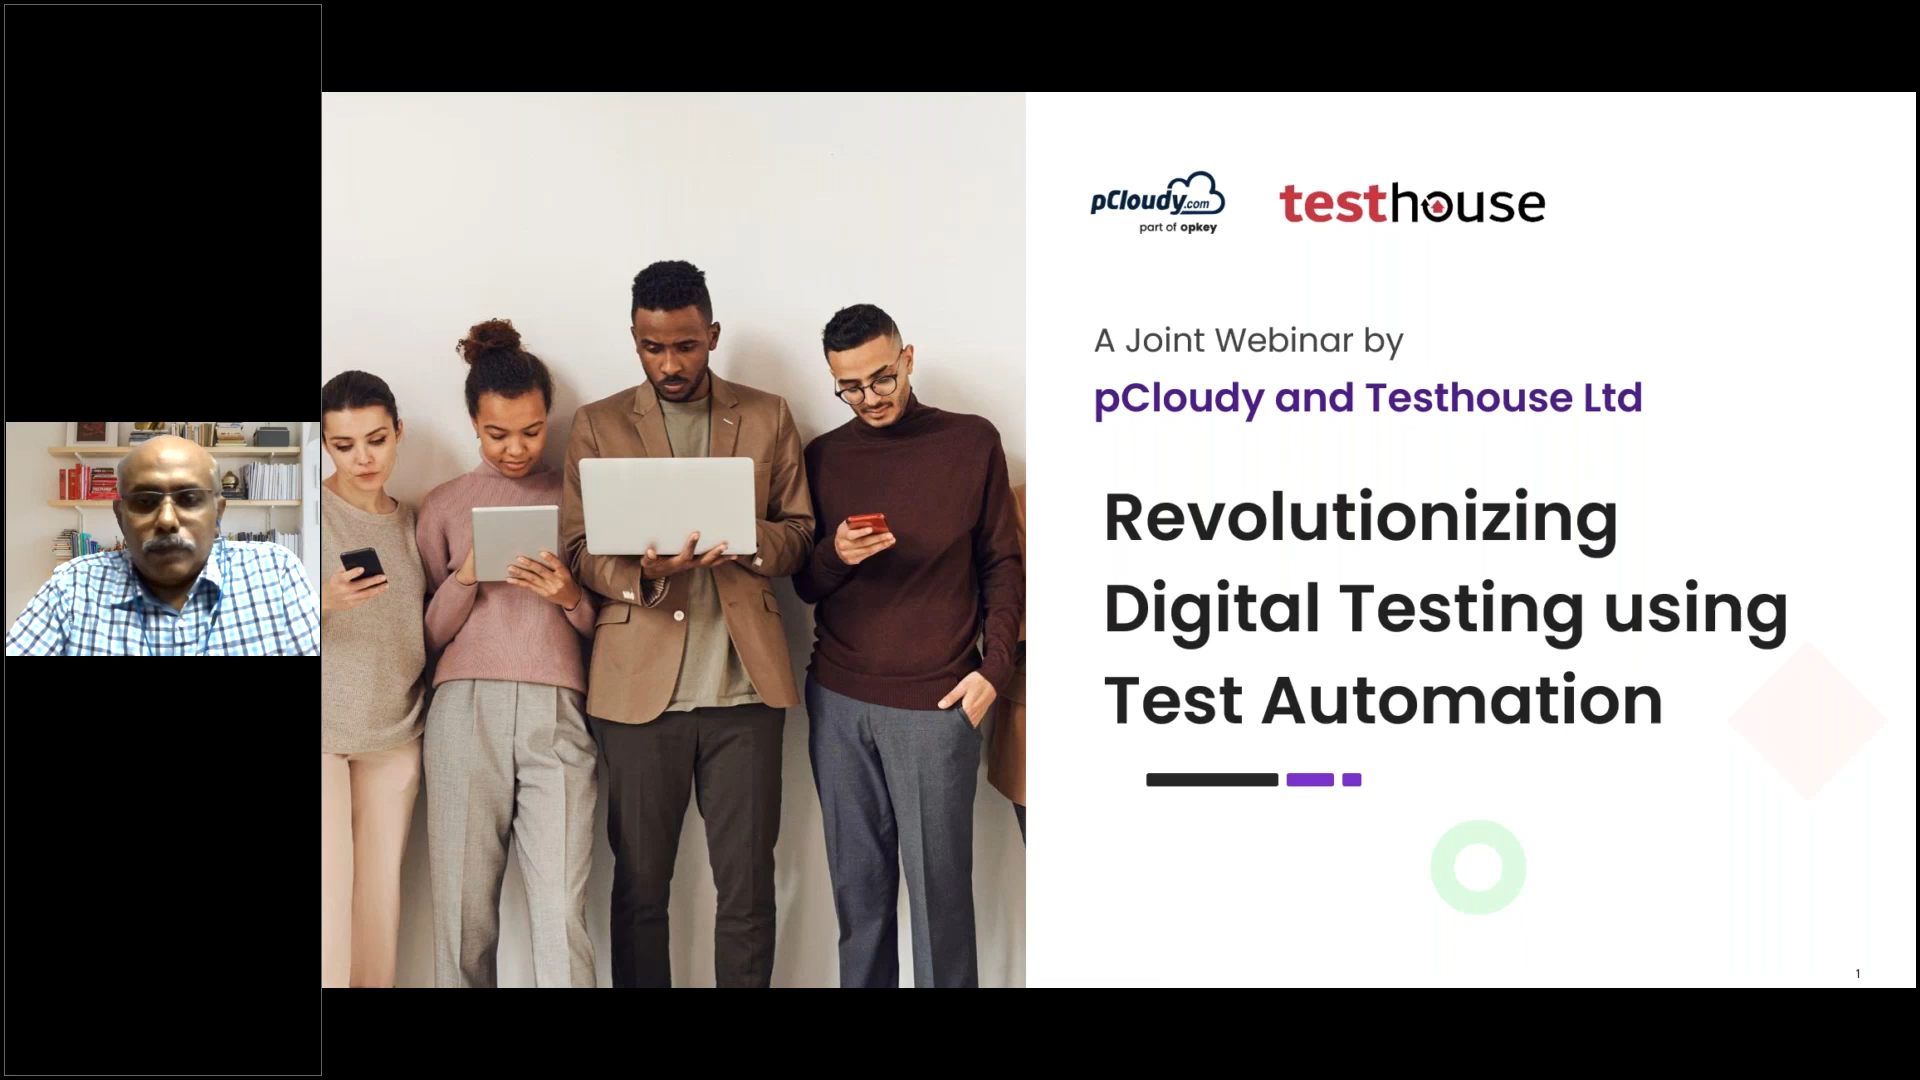 pCloudy.com
part of opkey
testhouse
A Joint Webinar by
pCloudy and Testhouse Ltd
Revolutionizing
Digital Testing using
Test Automation
1